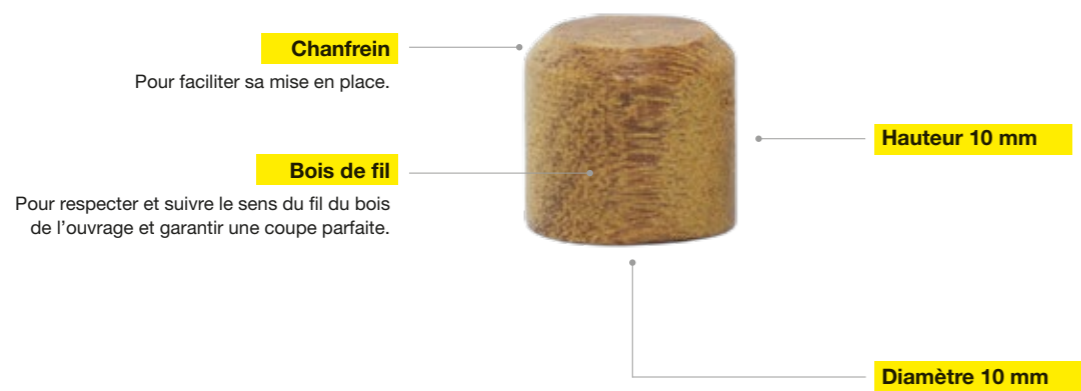 Chanfrein
Pour faciliter sa mise en place.
Bois de fil
Pour respecter et suivre le sens du fil du bois
de l’ouvrage et garantir une coupe parfaite.
Hauteur 10 mm
Diamètre 10 mm